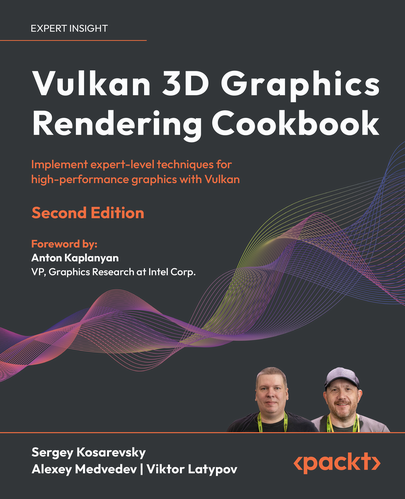 EXPERT INSIGHT
Vulkan 3D Graphics
Rendering Cookbook
Implement expert-level techniques for
high-performance graphics with Vulkan
Second Edition
Foreword by:
Anton Kaplanyan
VP, Graphics Research at Intel Corp.
Sergey Kosarevsky
Alexey Medvedev | Viktor Latypov
<packt>